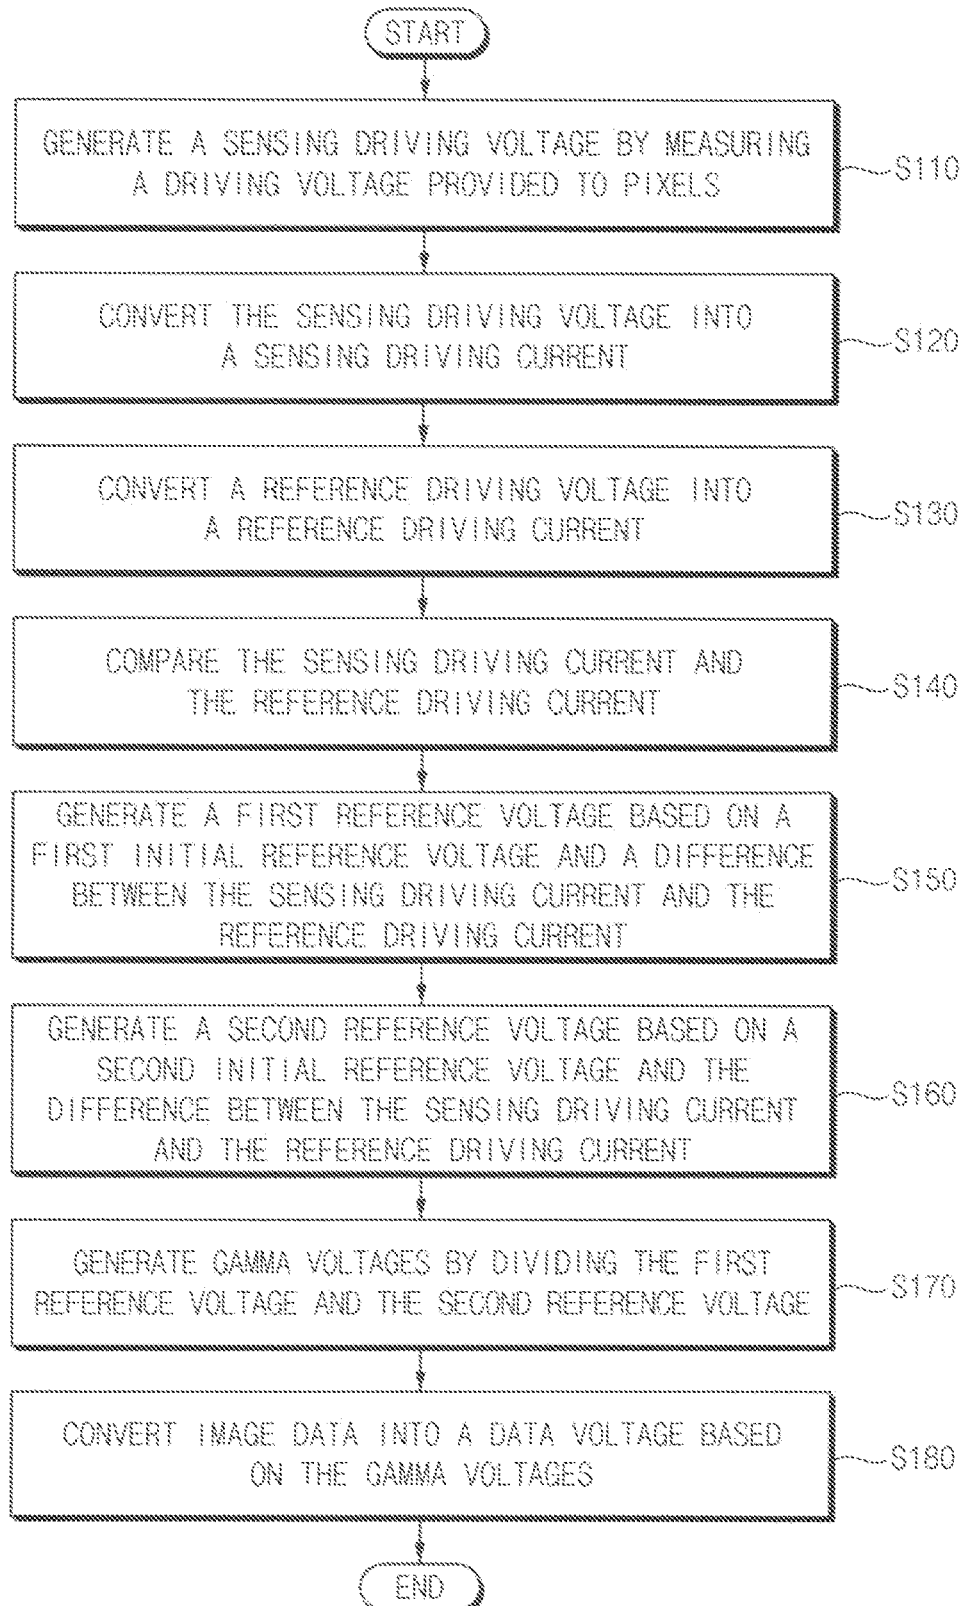 START
GENERATE A SENSING DRIVING VOLTAGE BY MEASURING
A DRIVING VOLTAGE PROVIDED TO PIXELS
S110
CONVERT THE SENSING DRIVING VOLTAGE INTO
A SENSING DRIVING CURRENT
S120
CONVERT A REFERENCE DRIVING VOLTAGE INTO
A REFERENCE DRIVING CURRENT
S130
COMPARE THE SENSING DRIVING CURRENT AND
THE REFERENCE DRIVING CURRENT
S140
GENERATE A FIRST REFERENCE VOLTAGE BASED ON A
FIRST INITIAL REFERENCE VOLTAGE AND A DIFFERENCE
BETWEEN THE SENSING DRIVING CURRENT AND THE
REFERENCE DRIVING CURRENT
S150
GENERATE A SECOND REFERENCE VOLTAGE BASED ON A
SECOND INITIAL REFERENCE VOLTAGE AND THE
DIFFERENCE BETWEEN THE SENSING DRIVING CURRENT
AND THE REFERENCE DRIVING CURRENT
S160
GENERATE GAMMA VOLTAGES BY DIVIDING THE FIRST
REFERENCE VOLTAGE AND THE SECOND REFERENCE VOLTAGE
S170
CONVERT IMAGE DATA INTO A DATA VOLTAGE BASED
ON THE GAMMA VOLTAGES
S180
END